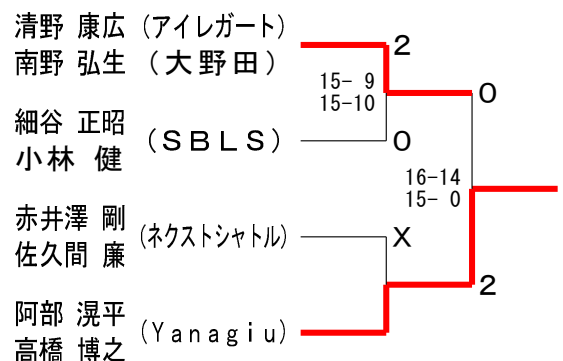 清野 康広 (アイレガート)
南野 弘生 (大野田)
細谷 正昭
小林 健
(SBLS)
赤井澤 剛
佐久間 廉
(ネクストシャトル)
阿部 滉平
高橋 博之
(Yanagiu)
2
15- 9
15-10
0
0
16-14
15- 0
X
2